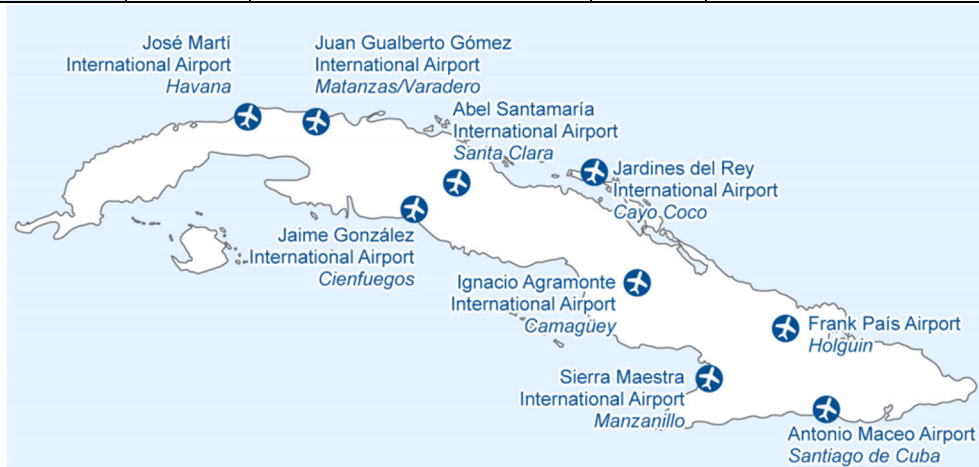 José Martí
International Airport
Havana
Juan Gualberto Gómez
International Airport
Matanzas/Varadero
Abel Santamaría
International Airport
Santa Clara
Jardines del Rey
International Airport
Cayo Coco
Jaime González
International Airport
Cienfuegos
Ignacio Agramonte
International Airport
Camagüey
Frank País Airport
Holguin
Sierra Maestra
International Airport
Manzanillo
Antonio Maceo Airport
Santiago de Cuba